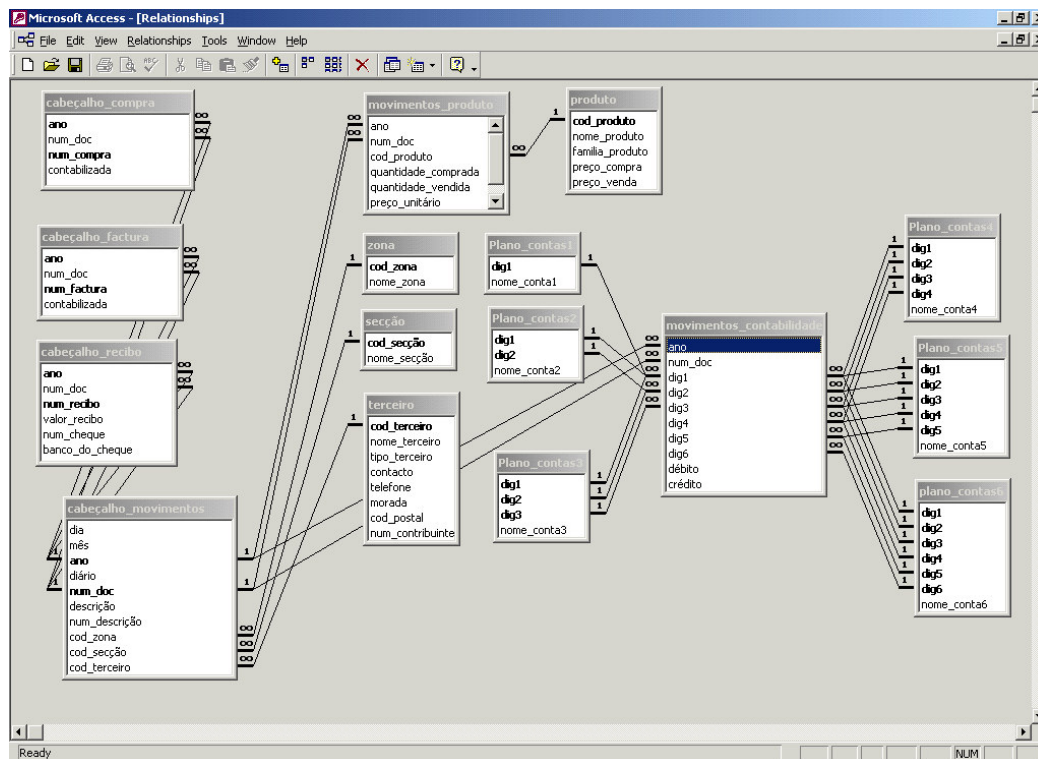 Microsoft Access - [Relationships]
File Edit View Relationships Tools Window Help
cabeçalho_compra
ano
num_doc
num_compra
contabilizada
movimentos_produto
ano
num_doc
cod_produto
quantidade_comprada
quantidade_vendida
preço_unitário
produto
cod_produto
nome_produto
familia_produto
preço_compra
preço_venda
cabeçalho_factura
ano
num_doc
num_factura
contabilizada
zona
cod_zona
nome_zona
Plano_contas1
dig1
nome_conta1
Plano_contas4
dig1
dig2
dig3
dig4
nome_conta4
secção
cod_secção
nome_secção
Plano_contas2
dig1
dig2
nome_conta2
movimentos_contabilidade
ano
num_doc
dig1
dig2
dig3
dig4
dig5
dig6
débito
crédito
Plano_contas5
dig1
dig2
dig3
dig4
dig5
nome_conta5
cabeçalho_recibo
ano
num_doc
num_recibo
valor_recibo
num_cheque
banco_do_cheque
terceiro
cod_terceiro
nome_terceiro
tipo_terceiro
contacto
telefone
morada
cod_postal
num_contribuinte
Plano_contas3
dig1
dig2
dig3
nome_conta3
plano_contas6
dig1
dig2
dig3
dig4
dig5
dig6
nome_conta6
cabeçalho_movimentos
dia
mês
ano
diário
num_doc
descrição
num_descrição
cod_zona
cod_secção
cod_terceiro
Ready
NUM